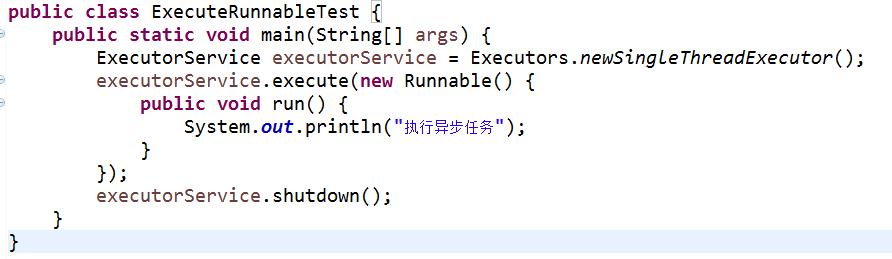 public class ExecuteRunnableTest {
    public static void main(String[] args) {
        ExecutorService executorService = Executors.newSingleThreadExecutor();
        executorService.execute(new Runnable() {
            public void run() {
                System.out.println("执行异步任务");
            }
        });
        executorService.shutdown();
    }
}